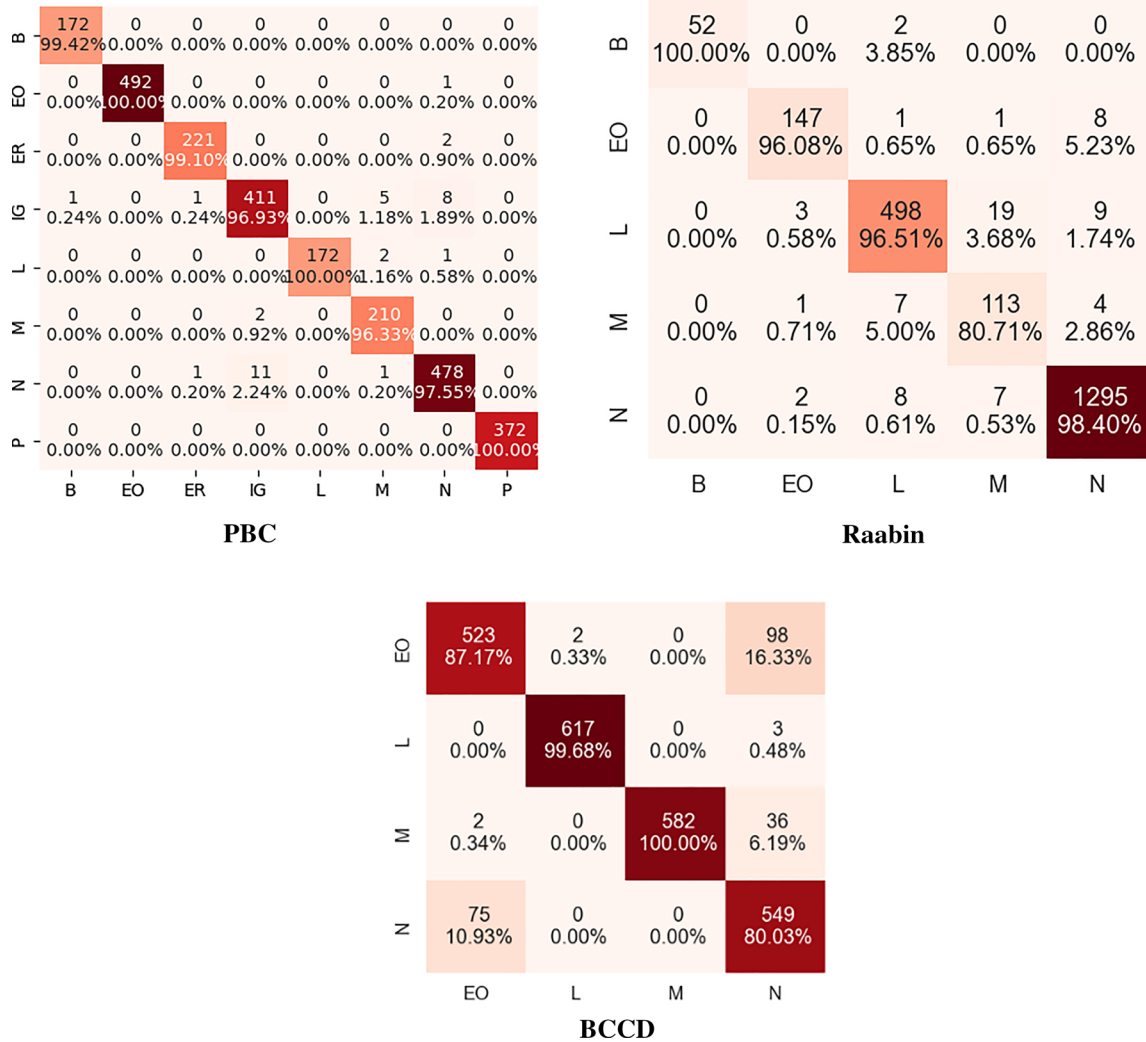 B 172 0 0 0 0 0 0 0
99.42% 0.00% 0.00% 0.00% 0.00% 0.00% 0.00% 0.00%
EO 0 492 0 0 0 0 1 0
0.00% 100.00% 0.00% 0.00% 0.00% 0.00% 0.20% 0.00%
ER 0 0 221 0 0 0 2 0
0.00% 0.00% 99.10% 0.00% 0.00% 0.00% 0.90% 0.00%
IG 1 0 1 411 0 5 8 0
0.24% 0.00% 0.24% 96.93% 0.00% 1.18% 1.89% 0.00%
L 0 0 0 0 172 2 1 0
0.00% 0.00% 0.00% 0.00% 100.00% 1.16% 0.58% 0.00%
M 0 0 0 2 0 210 0 0
0.00% 0.00% 0.00% 0.92% 0.00% 96.33% 0.00% 0.00%
N 0 0 1 11 0 1 478 0
0.00% 0.00% 0.20% 2.24% 0.00% 0.20% 97.55% 0.00%
P 0 0 0 0 0 0 0 372
0.00% 0.00% 0.00% 0.00% 0.00% 0.00% 0.00% 100.00%
B EO ER IG L M N P
PBC
B 52 0 2 0 0
100.00% 0.00% 3.85% 0.00% 0.00%
EO 0 147 1 1 8
0.00% 96.08% 0.65% 0.65% 5.23%
L 0 3 498 19 9
0.00% 0.58% 96.51% 3.68% 1.74%
M 0 1 7 113 4
0.00% 0.71% 5.00% 80.71% 2.86%
N 0 2 8 7 1295
0.00% 0.15% 0.61% 0.53% 98.40%
B EO L M N
Raabin
EO 523 2 0 98
87.17% 0.33% 0.00% 16.33%
L 0 617 0 3
0.00% 99.68% 0.00% 0.48%
M 2 0 582 36
0.34% 0.00% 100.00% 6.19%
N 75 0 0 549
10.93% 0.00% 0.00% 80.03%
EO L M N
BCCD